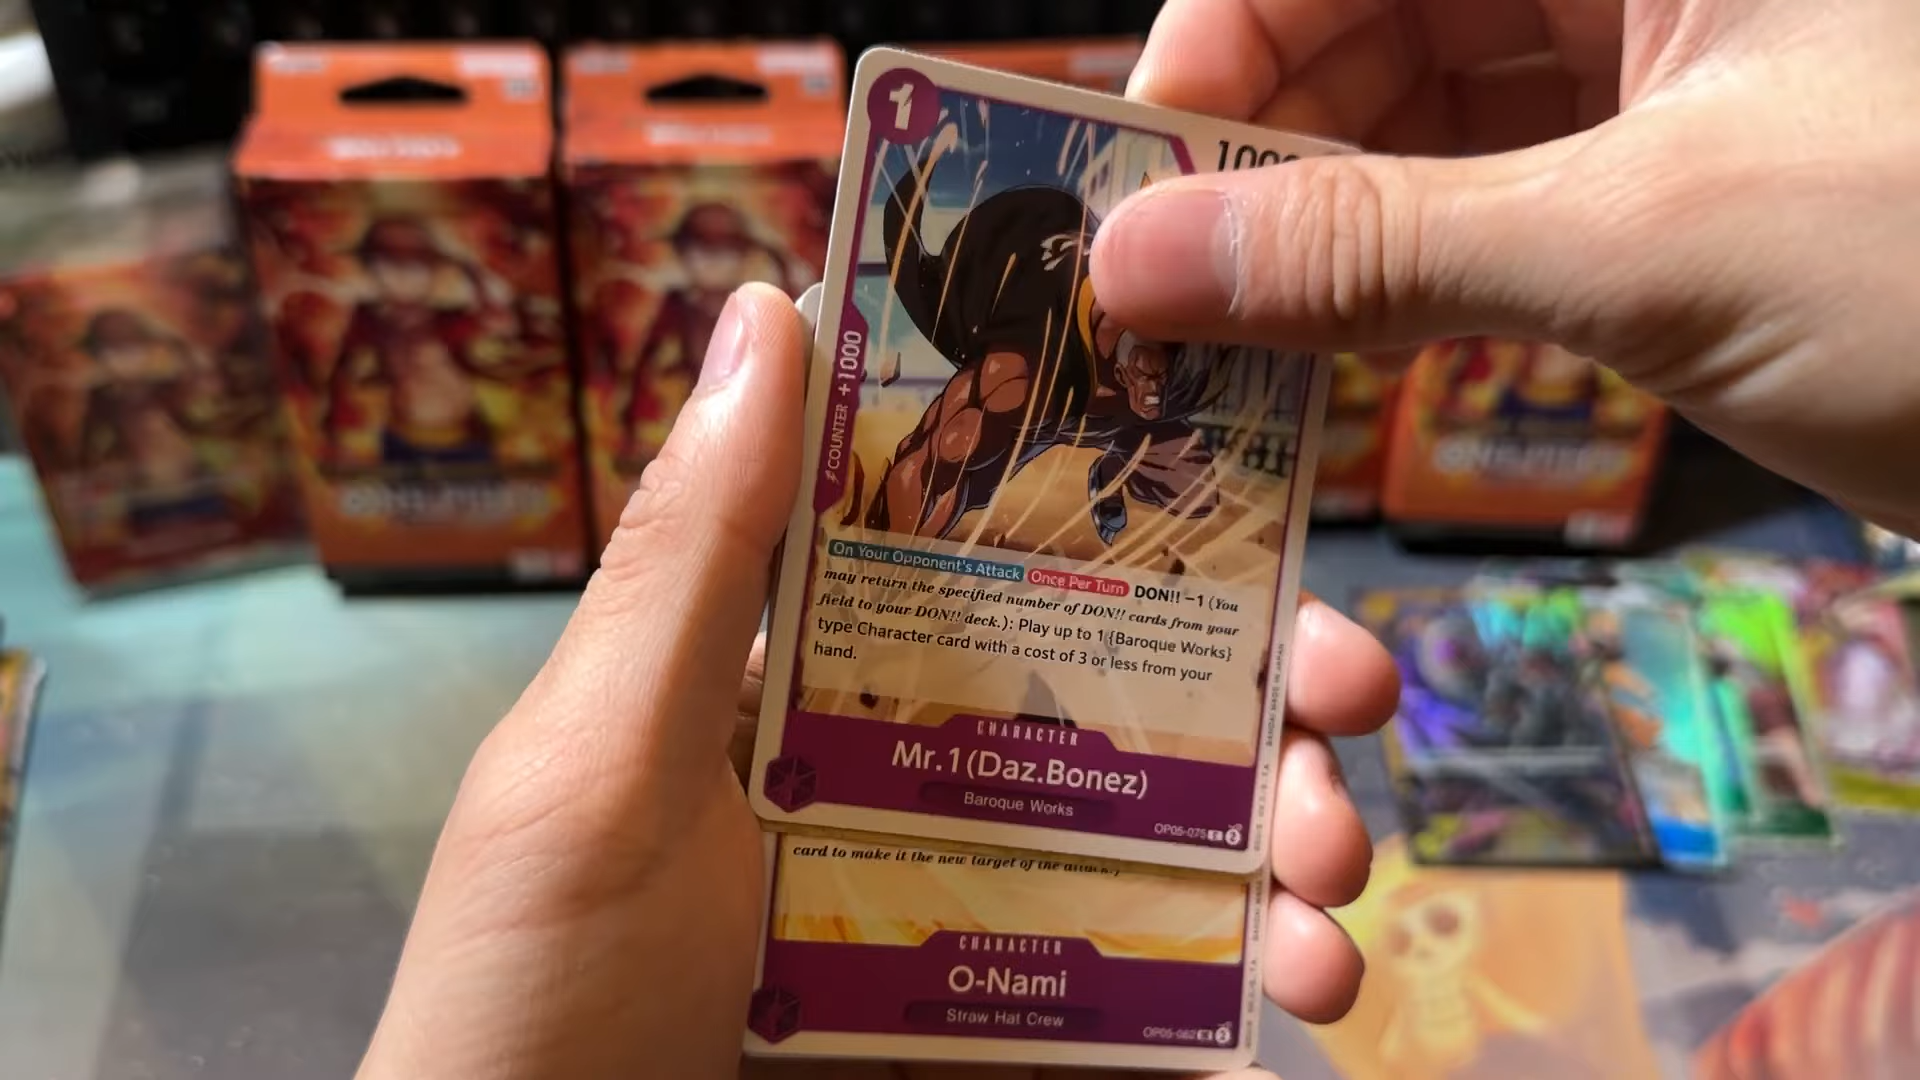 1
COUNTER +1000
On Your Opponent's Attack Once Per Turn DON!! −1 (You
may return the specified number of DON!! cards from your
field to your DON!! deck.): Play up to 1 {Baroque Works}
type Character card with a cost of 3 or less from your
hand.
CHARACTER
Mr.1(Daz.Bonez)
Baroque Works
OP05-075 C 2
card to make it the new target of the attack.)
CHARACTER
O-Nami
Straw Hat Crew
OP05-062